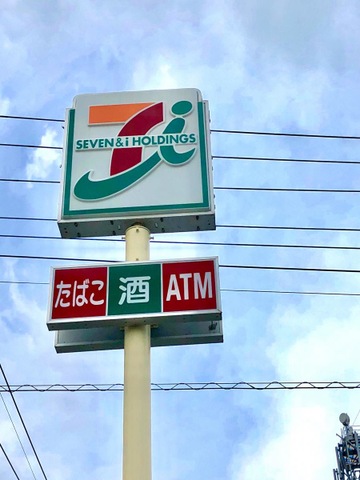 SEVEN & i HOLDINGS
たばこ 酒 ATM